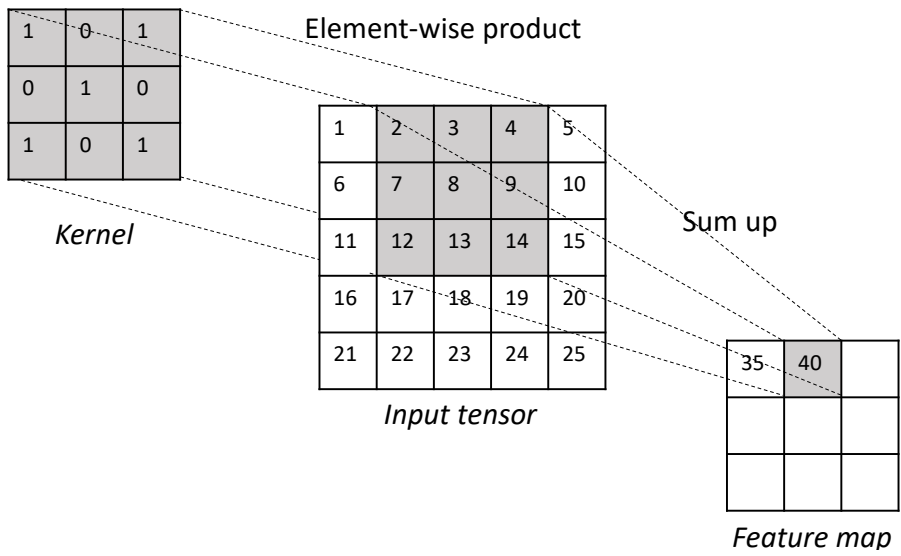 Element-wise product
1 0 1
0 1 0
1 0 1
Kernel
1 2 3 4 5
6 7 8 9 10
11 12 13 14 15
16 17 18 19 20
21 22 23 24 25
Input tensor
Sum up
35 40
Feature map